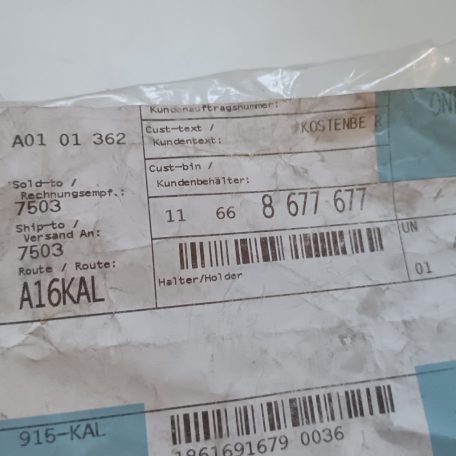 Kundenauftragsnummer:
A01 01 362
Cust-text /
Kundentext:
KOSTENBE R
Cust-bin /
Kundenbehälter:
Sold-to /
Rechnungsempf.:
7503
11 66 8 677 677
Ship-to /
Versand An:
7503
UN
Route / Route:
A16KAL
Halter/Holder
01
915-KAL
1861691679 0036